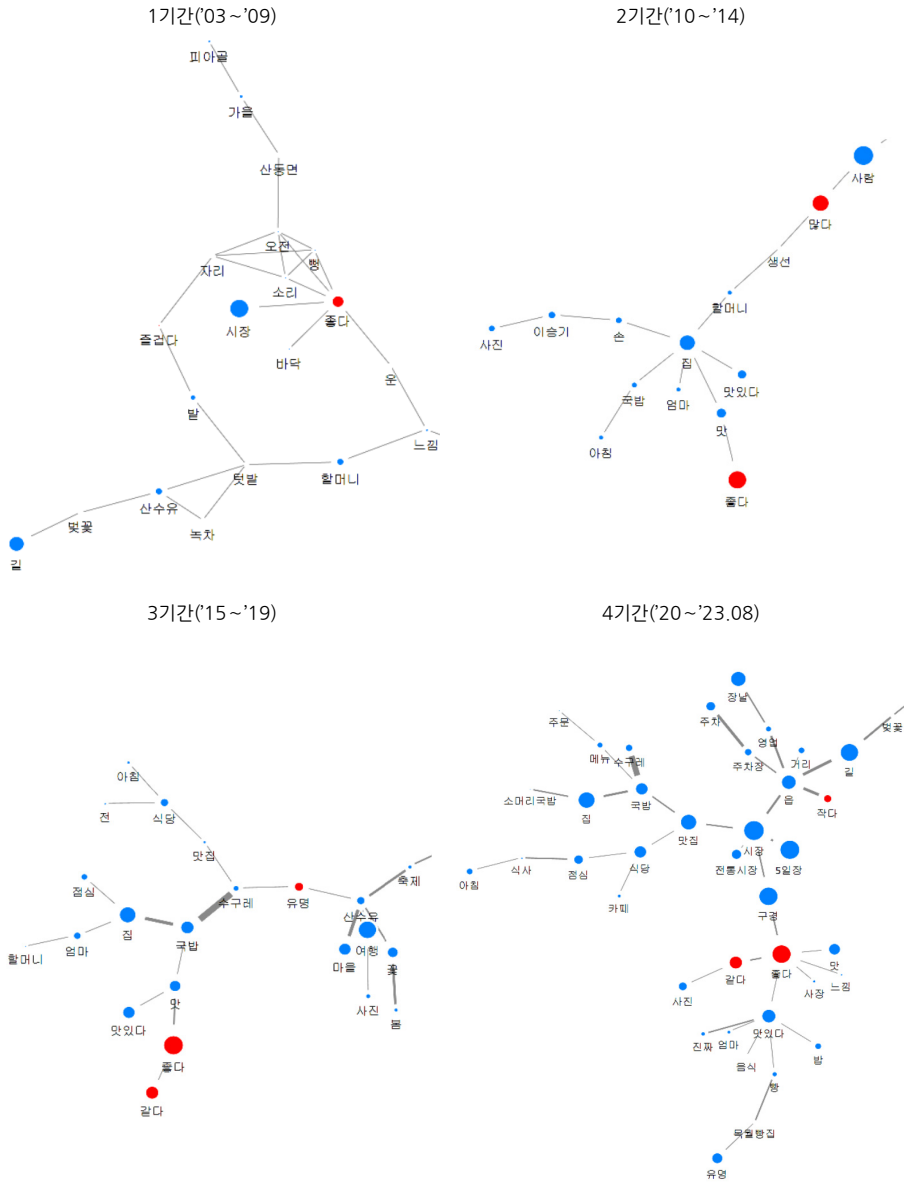 1기간('03~'09)
피아골
가을
산동면
오전
뻥
자리
소리
시장
좋다
즐겁다
바닥
운
밭
느낌
텃밭
할머니
산수유
벚꽃
녹차
길
2기간('10~'14)
사람
많다
생선
할머니
사진
이승기
손
집
국밥
엄마
맛있다
맛
아침
좋다
3기간('15~'19)
아침
전
식당
맛집
점심
수구레
유명
축제
산수유
집
국밥
여행
마을
꽃
할머니
엄마
맛
사진
봄
맛있다
좋다
같다
4기간('20~'23.08)
장날
주차
벚꽃
주문
영업
메뉴
수구레
주차장
거리
길
소머리국밥
국밥
읍
집
작다
맛집
시장
전통시장
5일장
식당
아침
식사
점심
카페
구경
좋다
맛
같다
느낌
사진
사장
맛있다
진짜
엄마
밥
음식
빵
목월빵집
유명